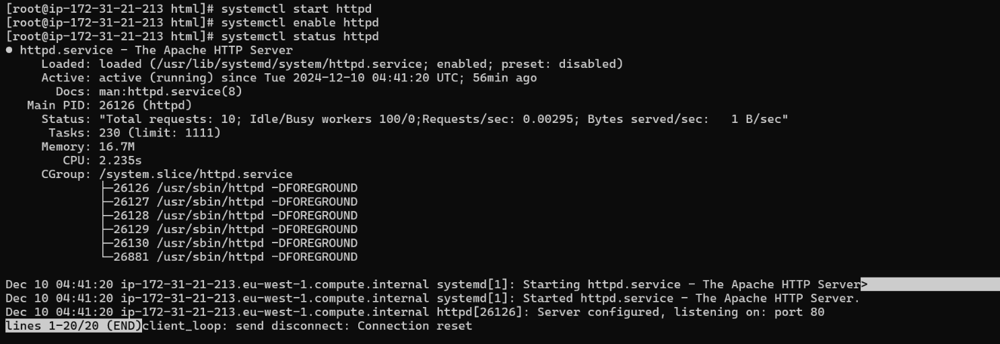 [root@ip-172-31-21-213 html]# systemctl start httpd
[root@ip-172-31-21-213 html]# systemctl enable httpd
[root@ip-172-31-21-213 html]# systemctl status httpd
● httpd.service - The Apache HTTP Server
     Loaded: loaded (/usr/lib/systemd/system/httpd.service; enabled; preset: disabled)
     Active: active (running) since Tue 2024-12-10 04:41:20 UTC; 56min ago
       Docs: man:httpd.service(8)
   Main PID: 26126 (httpd)
     Status: "Total requests: 10; Idle/Busy workers 100/0;Requests/sec: 0.00295; Bytes served/sec:   1 B/sec"
      Tasks: 230 (limit: 1111)
     Memory: 16.7M
        CPU: 2.235s
     CGroup: /system.slice/httpd.service
             ├─26126 /usr/sbin/httpd -DFOREGROUND
             ├─26127 /usr/sbin/httpd -DFOREGROUND
             ├─26128 /usr/sbin/httpd -DFOREGROUND
             ├─26129 /usr/sbin/httpd -DFOREGROUND
             ├─26130 /usr/sbin/httpd -DFOREGROUND
             └─26881 /usr/sbin/httpd -DFOREGROUND

Dec 10 04:41:20 ip-172-31-21-213.eu-west-1.compute.internal systemd[1]: Starting httpd.service - The Apache HTTP Server>
Dec 10 04:41:20 ip-172-31-21-213.eu-west-1.compute.internal systemd[1]: Started httpd.service - The Apache HTTP Server.
Dec 10 04:41:20 ip-172-31-21-213.eu-west-1.compute.internal httpd[26126]: Server configured, listening on: port 80
lines 1-20/20 (END)client_loop: send disconnect: Connection reset